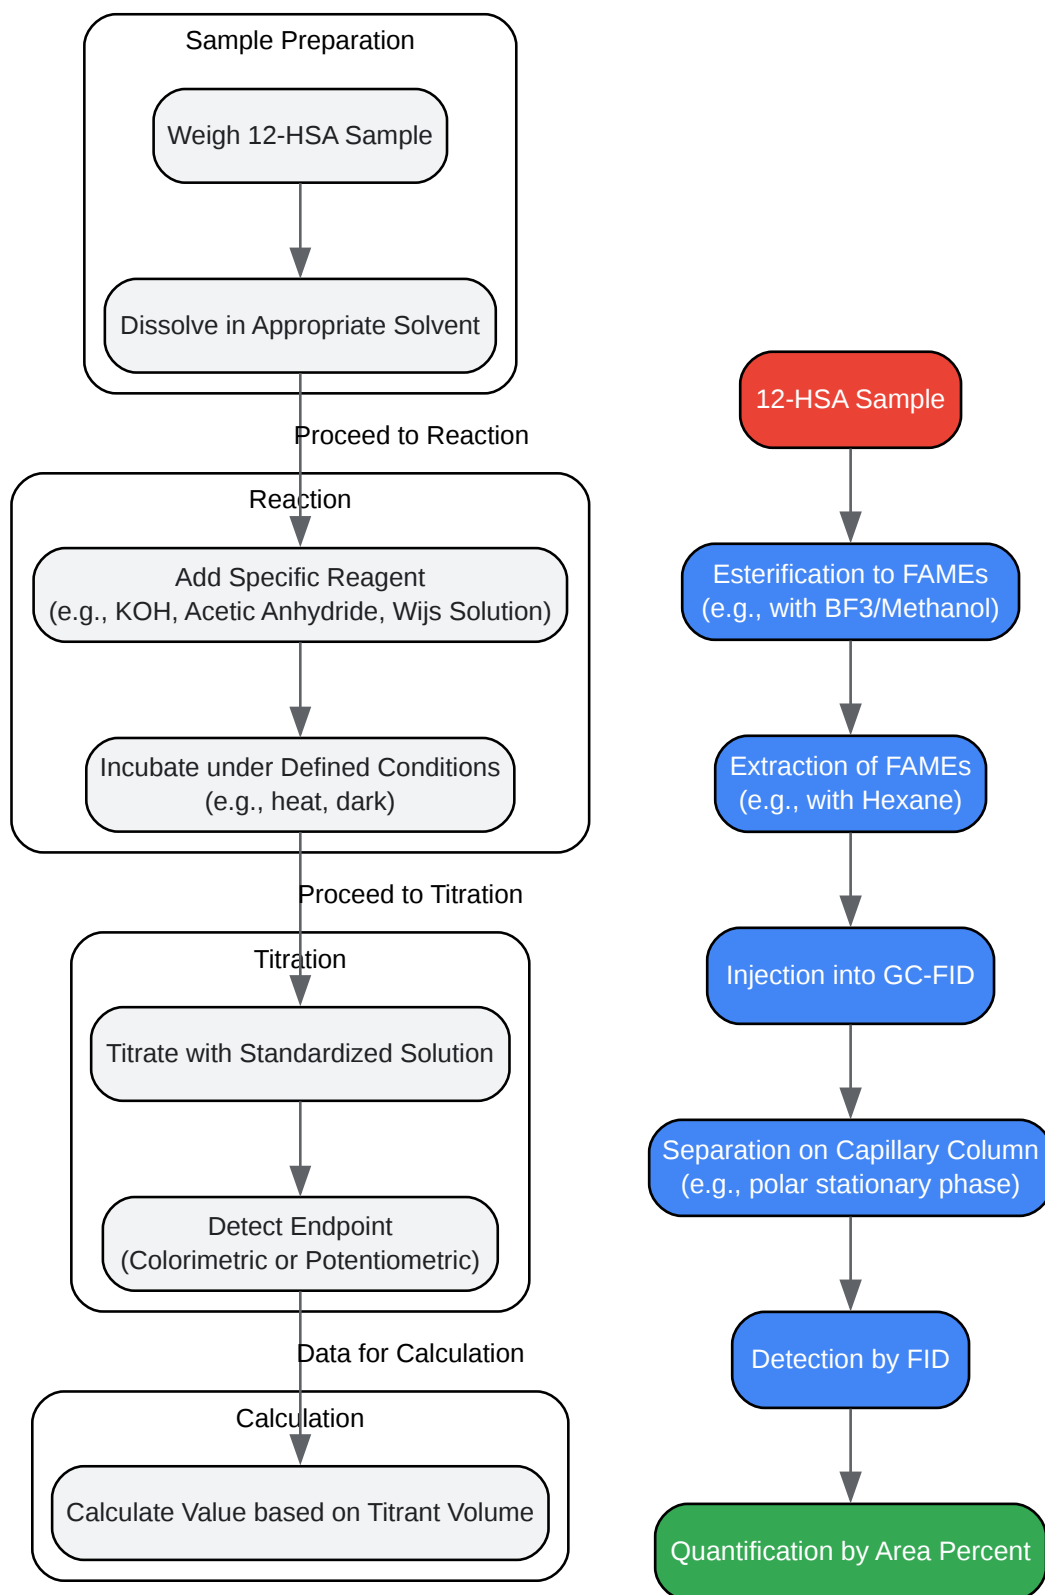 Sample Preparation
Weigh 12-HSA Sample
Dissolve in Appropriate Solvent
Proceed to Reaction
Reaction
Add Specific Reagent
(e.g., KOH, Acetic Anhydride, Wijs Solution)
Incubate under Defined Conditions
(e.g., heat, dark)
Proceed to Titration
Titration
Titrate with Standardized Solution
Detect Endpoint
(Colorimetric or Potentiometric)
Data for Calculation
Calculation
Calculate Value based on Titrant Volume
12-HSA Sample
Esterification to FAMEs
(e.g., with BF3/Methanol)
Extraction of FAMEs
(e.g., with Hexane)
Injection into GC-FID
Separation on Capillary Column
(e.g., polar stationary phase)
Detection by FID
Quantification by Area Percent